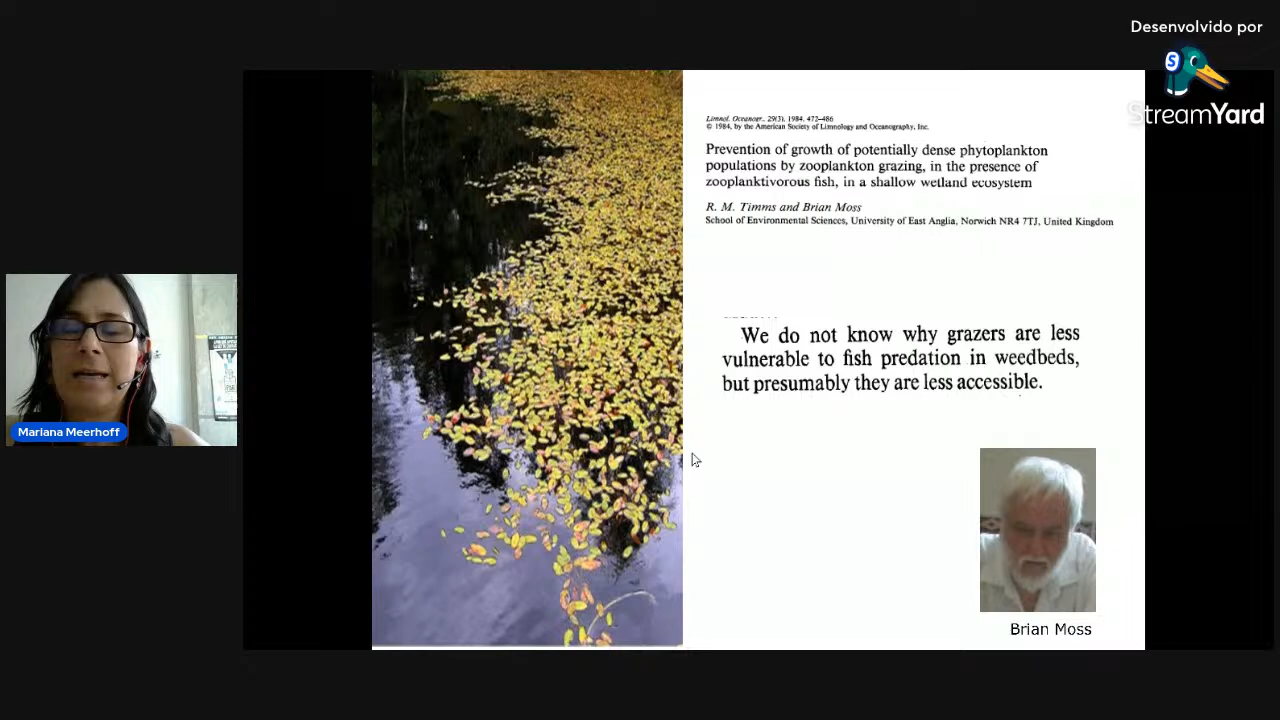 Desenvolvido por
StreamYard
Limnol. Oceanogr., 29(3), 1984, 472–486
© 1984, by the American Society of Limnology and Oceanography, Inc.
Prevention of growth of potentially dense phytoplankton
populations by zooplankton grazing, in the presence of
zooplanktivorous fish, in a shallow wetland ecosystem
R. M. Timms and Brian Moss
School of Environmental Sciences, University of East Anglia, Norwich NR4 7TJ, United Kingdom
We do not know why grazers are less
vulnerable to fish predation in weedbeds,
but presumably they are less accessible.
Mariana Meerhoff
Brian Moss